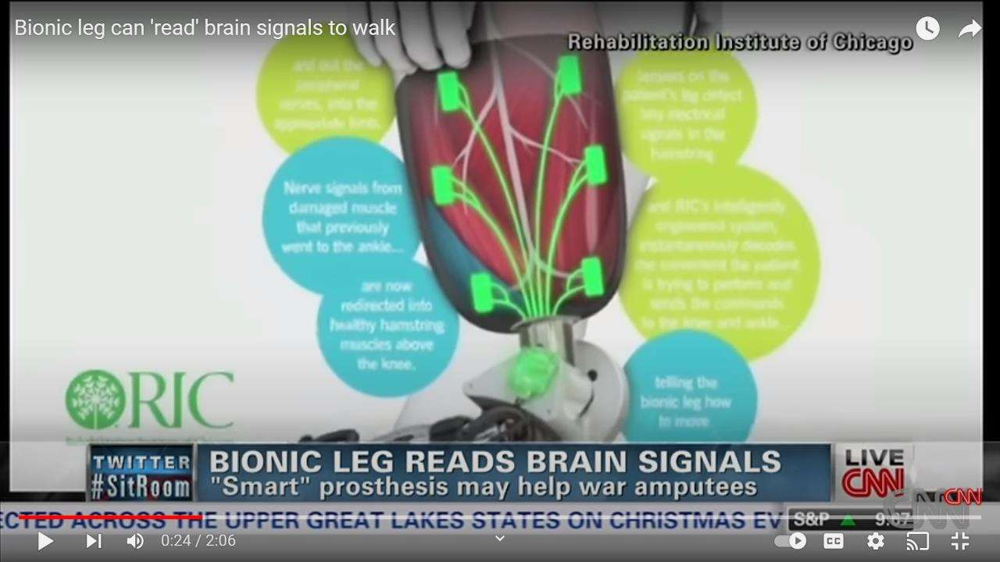 Bionic leg can 'read' brain signals to walk
Rehabilitation Institute of Chicago
and out the
peripheral
nerves, into the
appropriate limb.
Nerve signals from
damaged muscle
that previously
went to the ankle...
are now
redirected into
healthy hamstring
muscles above
the knee.
Sensors on the
patient's leg detect
tiny electrical
signals in the
hamstring
and RIC's intelligently
engineered system,
instantaneously decodes
the movement the patient
is trying to perform and
sends the commands
to the knee and ankle...
telling the
bionic leg how
to move
RIC
TWITTER
#SitRoom
BIONIC LEG READS BRAIN SIGNALS
"Smart" prosthesis may help war amputees
LIVE
CNN
CNN
CNN
ECTED ACROSS THE UPPER GREAT LAKES STATES ON CHRISTMAS EV
S&P 9.67
0:24 / 2:06
CC